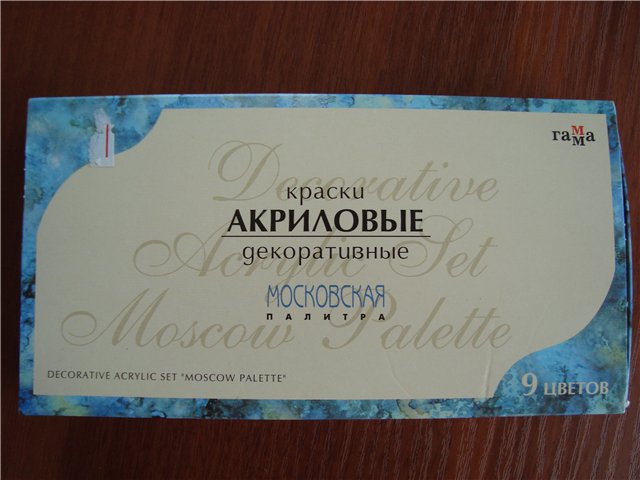 гамма
Decorative
краски
АКРИЛОВЫЕ
декоративные
Acrylic Set
МОСКОВСКАЯ
ПАЛИТРА
Moscow Palette
DECORATIVE ACRYLIC SET "MOSCOW PALETTE"
9 ЦВЕТОВ